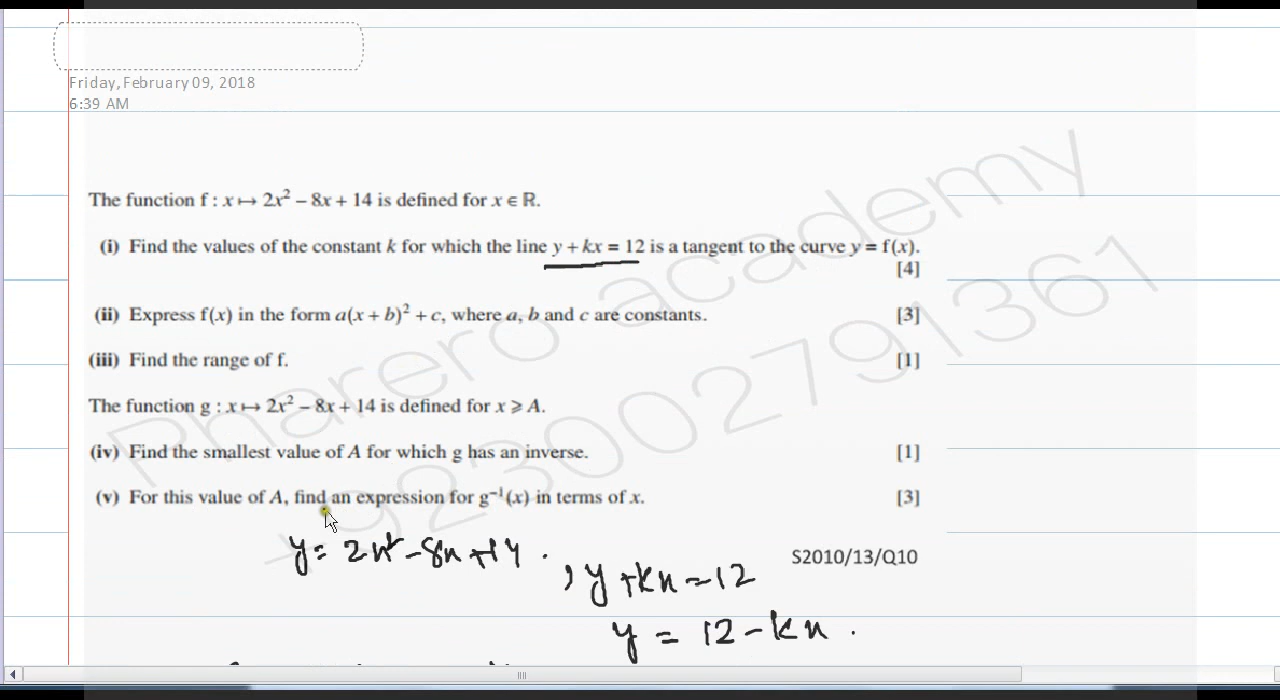 Friday, February 09, 2018
6:39 AM
The function f : x ↦ 2x² – 8x + 14 is defined for x ∈ ℝ.
(i) Find the values of the constant k for which the line y + kx = 12 is a tangent to the curve y = f(x).
[4]
(ii) Express f(x) in the form a(x + b)² + c, where a, b and c are constants. [3]
(iii) Find the range of f. [1]
The function g : x ↦ 2x² – 8x + 14 is defined for x ⩾ A.
(iv) Find the smallest value of A for which g has an inverse. [1]
(v) For this value of A, find an expression for g⁻¹(x) in terms of x. [3]
y = 2x² – 8x + 14 .
S2010/13/Q10
, y + kx = 12
y = 12 – kx .
Pharero academy
+923002791361